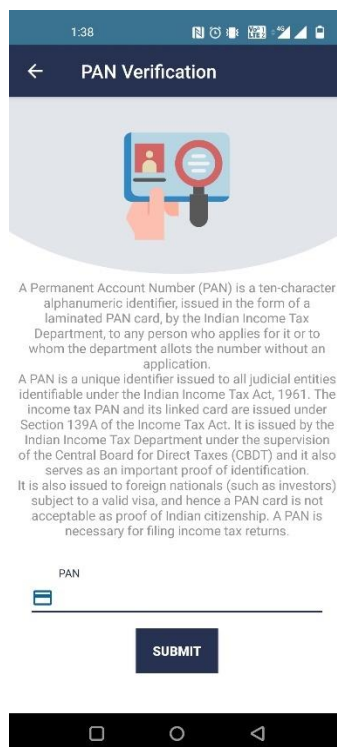 1:38
PAN Verification
A Permanent Account Number (PAN) is a ten-character
alphanumeric identifier, issued in the form of a
laminated PAN card, by the Indian Income Tax
Department, to any person who applies for it or to
whom the department allots the number without an
application.
A PAN is a unique identifier issued to all judicial entities
identifiable under the Indian Income Tax Act, 1961. The
income tax PAN and its linked card are issued under
Section 139A of the Income Tax Act. It is issued by the
Indian Income Tax Department under the supervision
of the Central Board for Direct Taxes (CBDT) and it also
serves as an important proof of identification.
It is also issued to foreign nationals (such as investors)
subject to a valid visa, and hence a PAN card is not
acceptable as proof of Indian citizenship. A PAN is
necessary for filing income tax returns.
PAN
SUBMIT